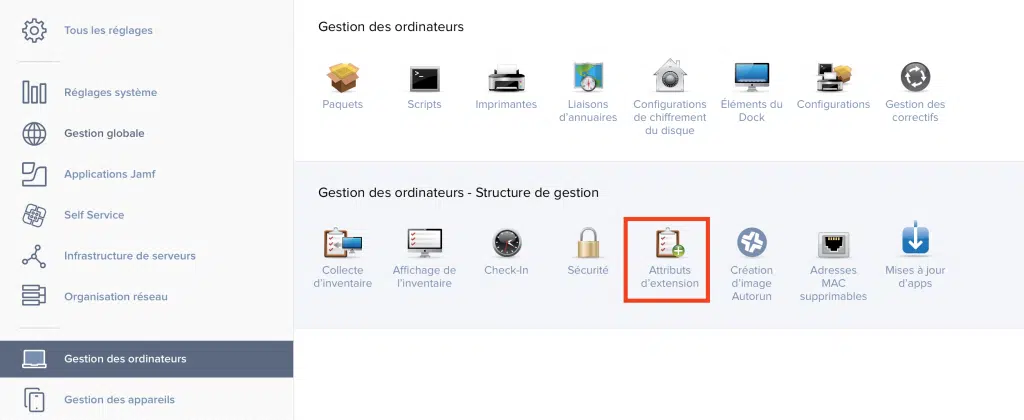 Tous les réglages
Réglages système
Gestion globale
Applications Jamf
Self Service
Infrastructure de serveurs
Organisation réseau
Gestion des ordinateurs
Gestion des appareils
Gestion des ordinateurs
Paquets
Scripts
Imprimantes
Liaisons
d'annuaires
Configurations
de chiffrement
du disque
Éléments du
Dock
Configurations
Gestion des
correctifs
Gestion des ordinateurs - Structure de gestion
Collecte
d'inventaire
Affichage de
l'inventaire
Check-In
Sécurité
Attributs
d'extension
Création
d'image
Autorun
Adresses
MAC
supprimables
Mises à jour
d'apps